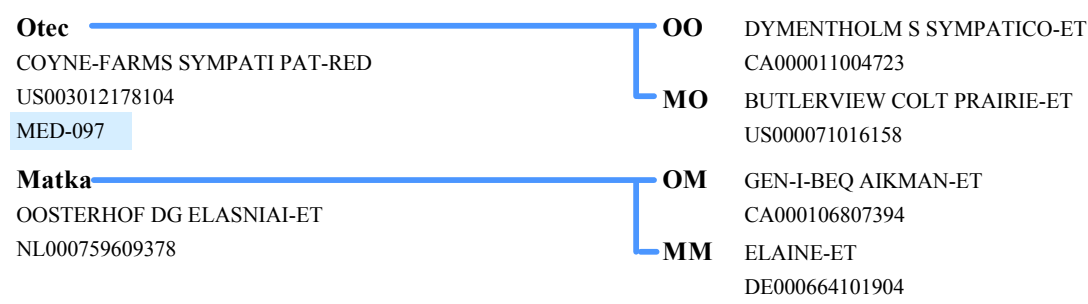 Otec
COYNE-FARMS SYMPATI PAT-RED
US003012178104
MED-097
OO DYMENTHOLM S SYMPATICO-ET
CA000011004723
MO BUTLERVIEW COLT PRAIRIE-ET
US000071016158
Matka
OOSTERHOF DG ELASNIAI-ET
NL000759609378
OM GEN-I-BEQ AIKMAN-ET
CA000106807394
MM ELAINE-ET
DE000664101904